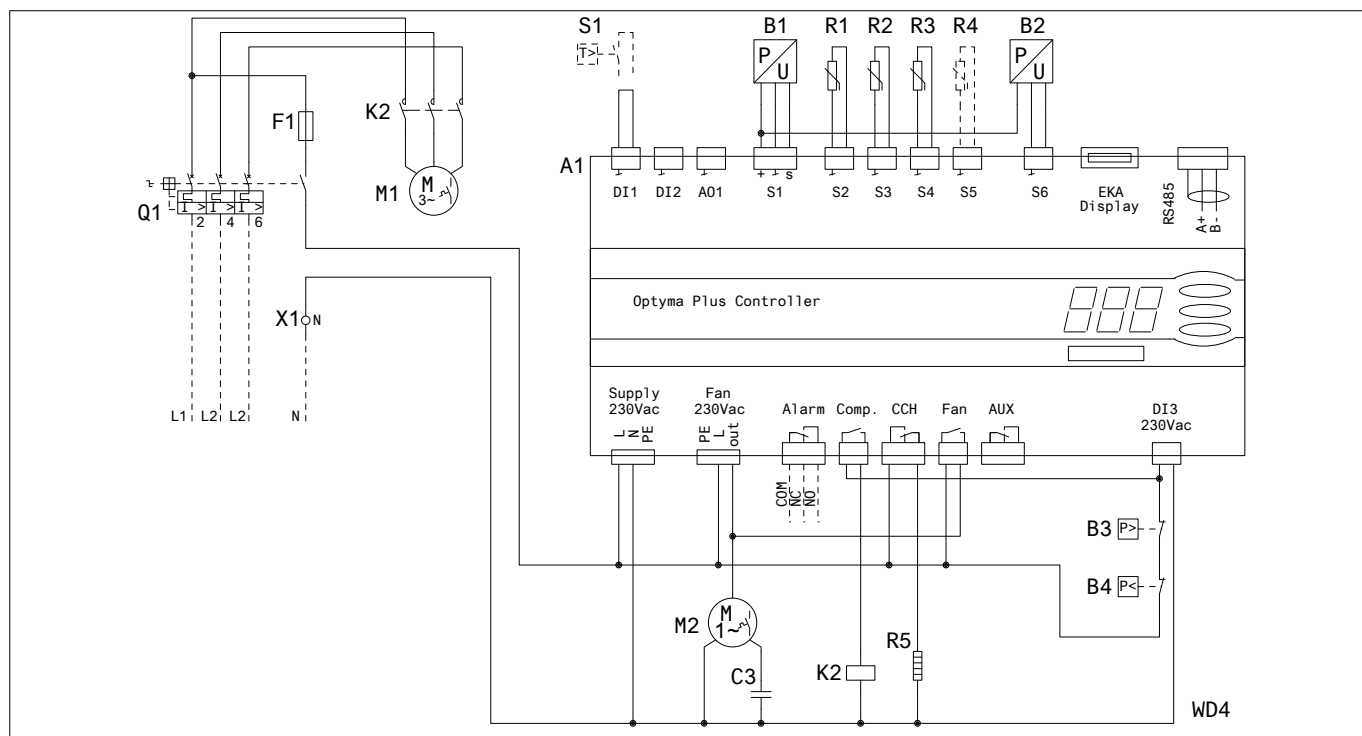 S1
B1
R1
R2
R3
R4
B2
T>
P
U
P
U
F1
K2
A1
M1
M
3~
+
s
DI1
DI2
AO1
S1
S2
S3
S4
S5
S6
EKA
Display
RS485
A+
B-
Q1
I >
I >
I >
2
4
6
Optyma Plus Controller
X1
N
L1
L2
L2
N
Supply
230Vac
L
N
PE
Fan
230Vac
PE
L
out
Alarm
Comp.
CCH
Fan
AUX
DI3
230Vac
COM
NC
NO
B3
P>
B4
P<
M2
M
1~
R5
C3
K2
WD4